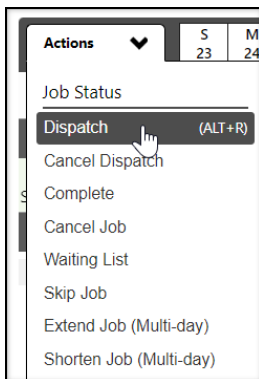 Actions S M
23 24
Job Status
Dispatch (ALT+R)
Cancel Dispatch
Complete
Cancel Job
Waiting List
Skip Job
Extend Job (Multi-day)
Shorten Job (Multi-day)